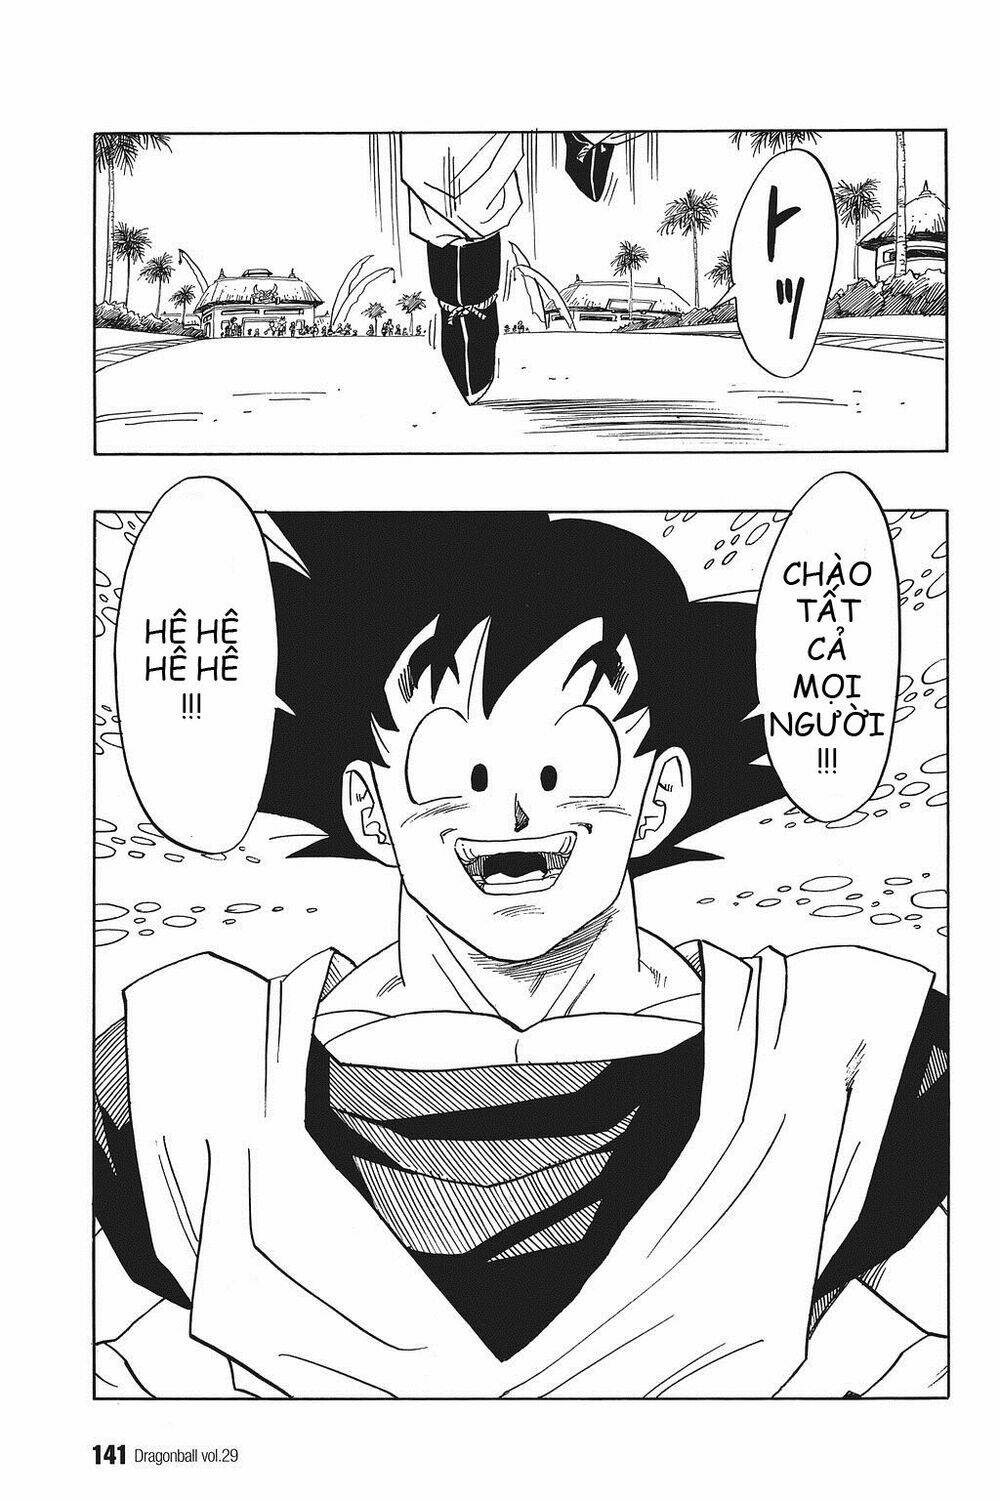 トッ
CHÀO
TẤT
CẢ
MỌI
NGƯỜI
!!!
HÊ HÊ
HÊ HÊ
!!!
141 Dragonball vol.29